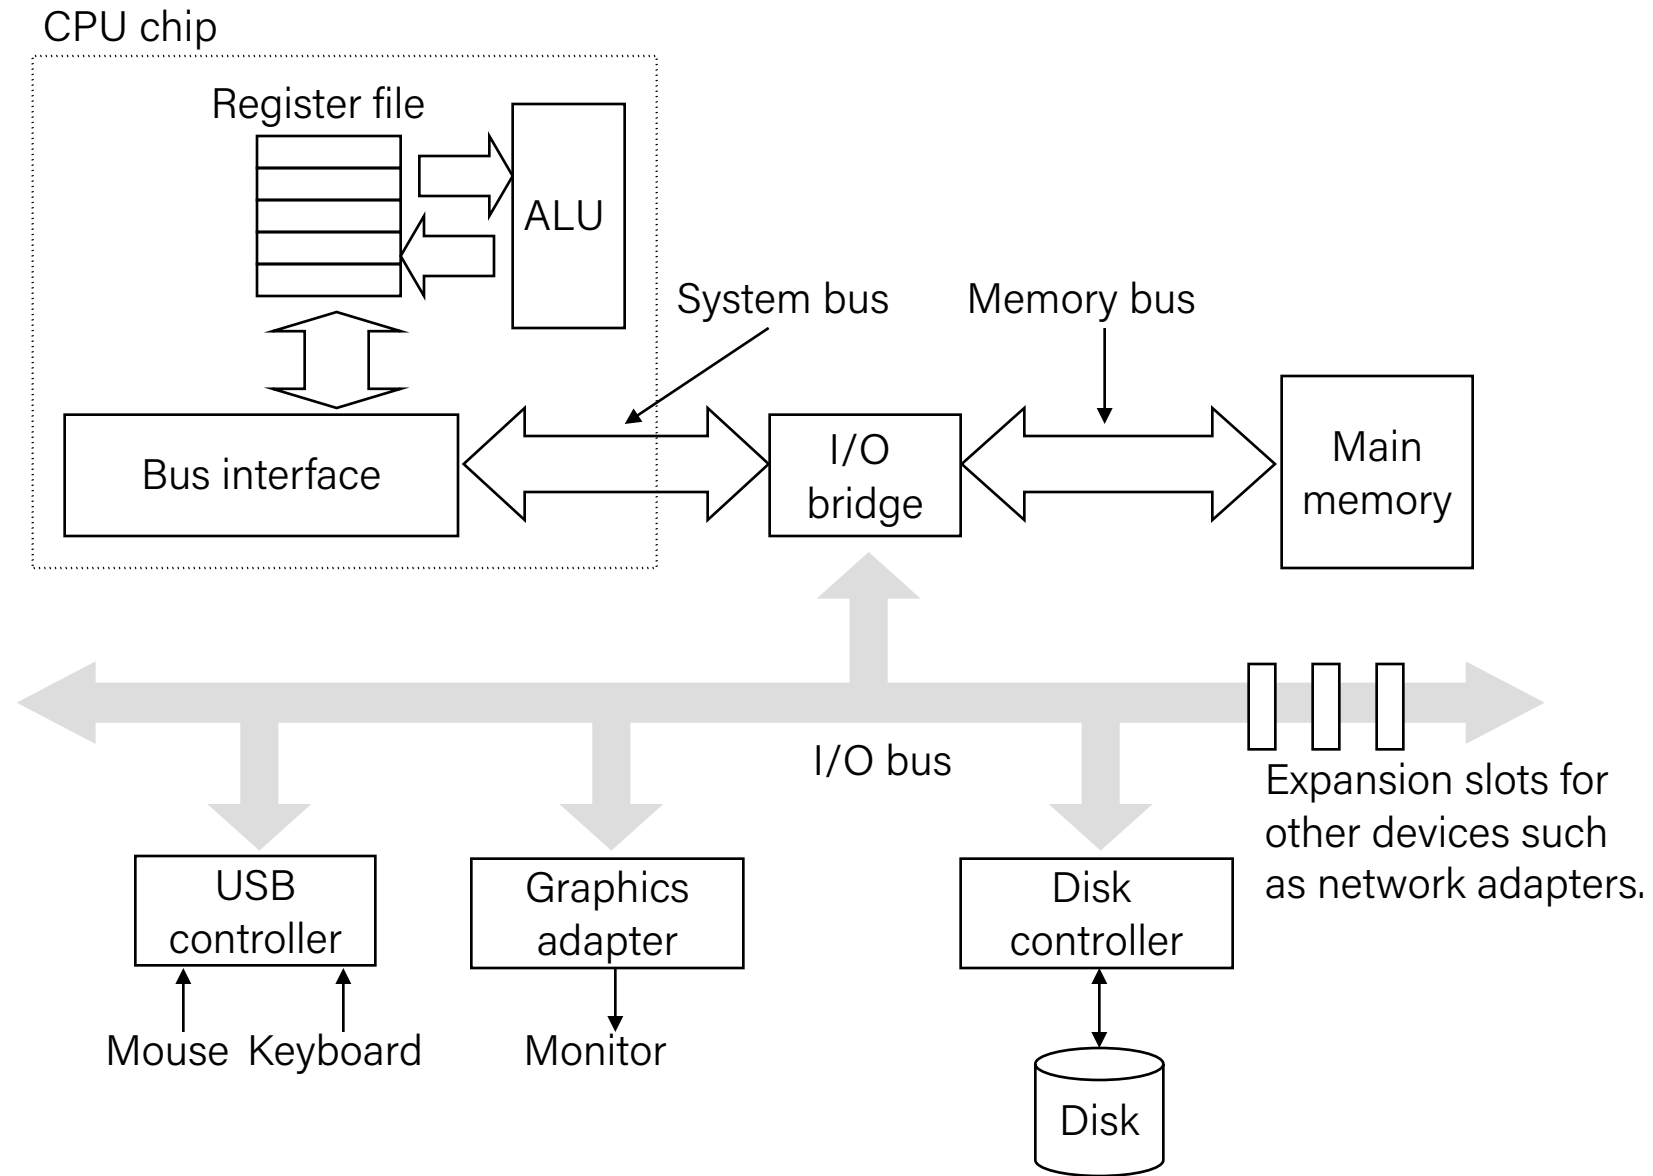 CPU chip
Register file
ALU
System bus
Memory bus
Bus interface
I/O
bridge
Main
memory
I/O bus
Expansion slots for
other devices such
as network adapters.
USB
controller
Graphics
adapter
Disk
controller
Mouse
Keyboard
Monitor
Disk